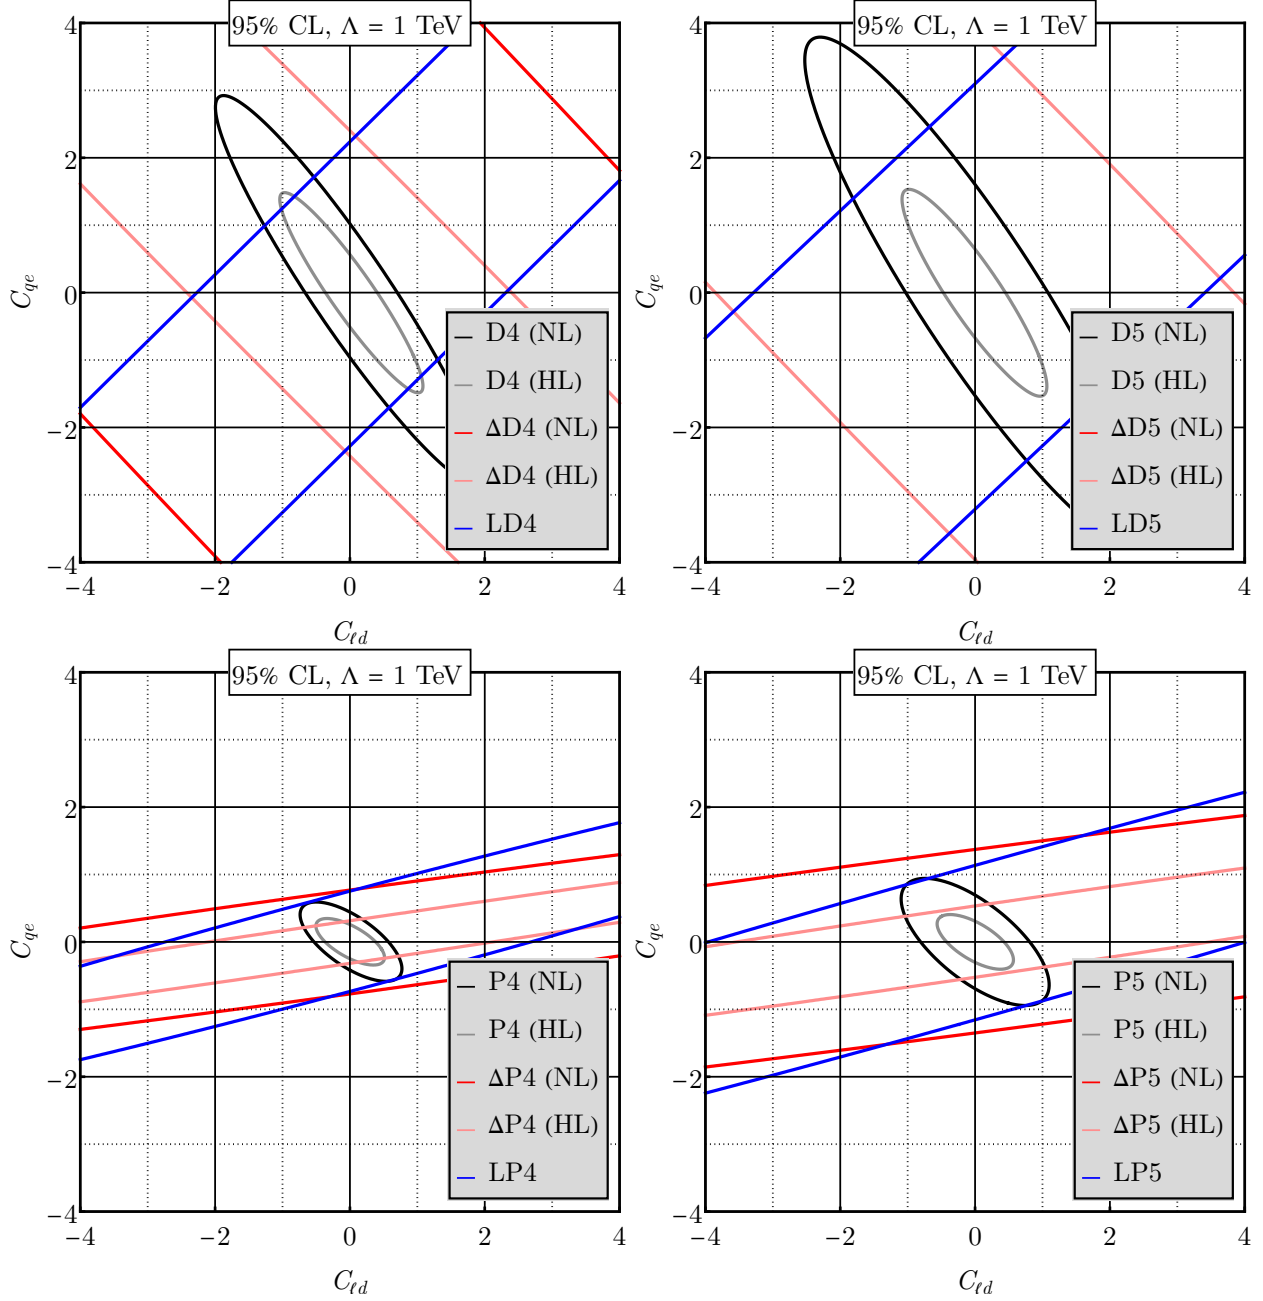 95% CL, Λ = 1 TeV
4
2
0
−2
−4
C_qe
D4 (NL)
D4 (HL)
ΔD4 (NL)
ΔD4 (HL)
LD4
−4 −2 0 2 4
C_ℓd
95% CL, Λ = 1 TeV
4
2
0
−2
−4
C_qe
D5 (NL)
D5 (HL)
ΔD5 (NL)
ΔD5 (HL)
LD5
−4 −2 0 2 4
C_ℓd
95% CL, Λ = 1 TeV
4
2
0
−2
−4
C_qe
P4 (NL)
P4 (HL)
ΔP4 (NL)
ΔP4 (HL)
LP4
−4 −2 0 2 4
C_ℓd
95% CL, Λ = 1 TeV
4
2
0
−2
−4
C_qe
P5 (NL)
P5 (HL)
ΔP5 (NL)
ΔP5 (HL)
LP5
−4 −2 0 2 4
C_ℓd